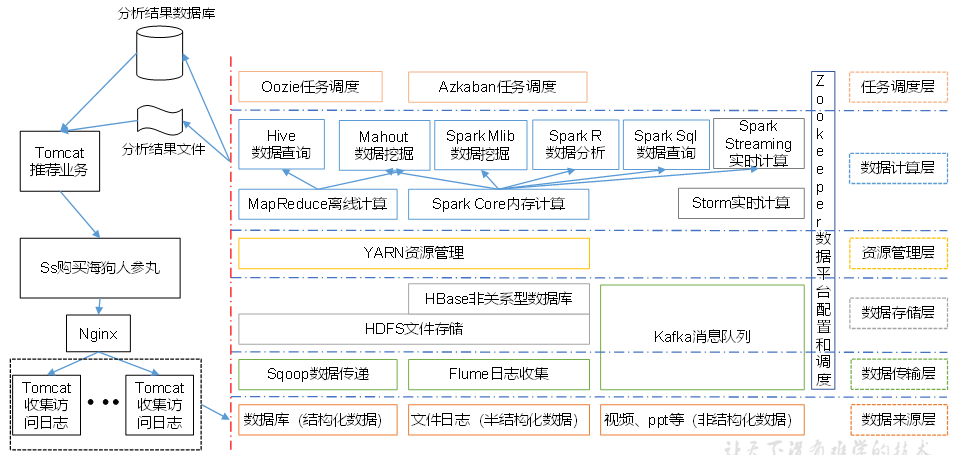 分析结果数据库
分析结果文件
Tomcat
推荐业务
Ss购买海狗人参丸
Nginx
Tomcat
收集访
问日志
• • •
Tomcat
收集访
问日志
Oozie任务调度
Azkaban任务调度
任务调度层
Hive
数据查询
Mahout
数据挖掘
Spark Mlib
数据挖掘
Spark R
数据分析
Spark Sql
数据查询
Spark
Streaming
实时计算
数据计算层
MapReduce离线计算
Spark Core内存计算
Storm实时计算
YARN资源管理
资源管理层
HBase非关系型数据库
HDFS文件存储
Kafka消息队列
数据存储层
Sqoop数据传递
Flume日志收集
数据传输层
数据库（结构化数据）
文件日志（半结构化数据）
视频、ppt等（非结构化数据）
数据来源层
Zookeeper数据平台配置和调度
让天下没有难学的技术